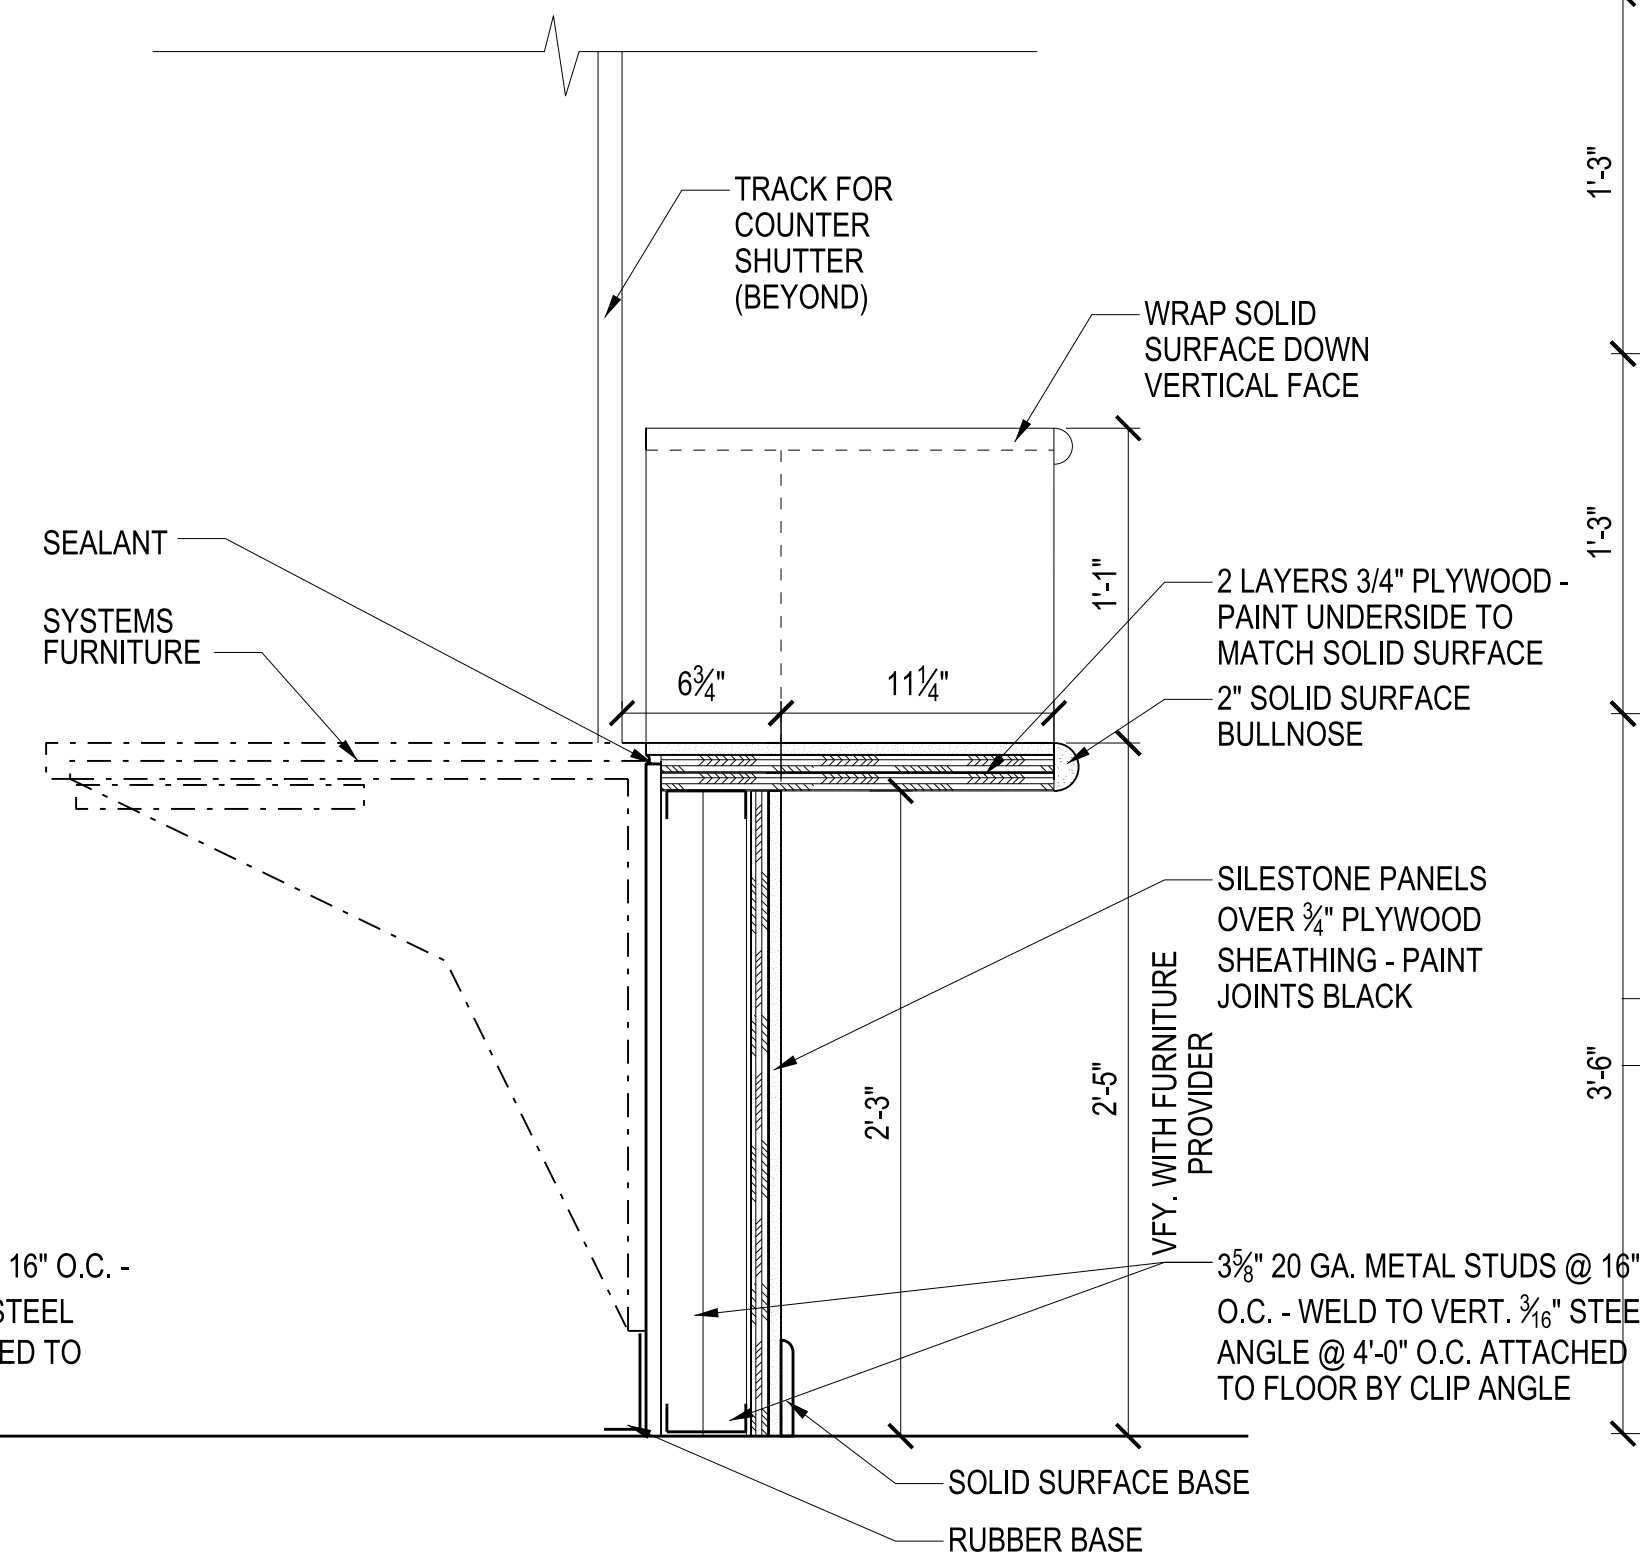 TRACK FOR
COUNTER
SHUTTER
(BEYOND)
1'-3"
WRAP SOLID
SURFACE DOWN
VERTICAL FACE
SEALANT
SYSTEMS
FURNITURE
1'-1"
1'-3"
6¾"
11¼"
2 LAYERS 3/4" PLYWOOD -
PAINT UNDERSIDE TO
MATCH SOLID SURFACE
2" SOLID SURFACE
BULLNOSE
SILESTONE PANELS
OVER ¾" PLYWOOD
SHEATHING - PAINT
JOINTS BLACK
2'-3"
2'-5"
VFY. WITH FURNITURE
PROVIDER
3'-6"
16" O.C. -
STEEL
ED TO
3⅝" 20 GA. METAL STUDS @ 16"
O.C. - WELD TO VERT. 3⁄16" STEE
ANGLE @ 4'-0" O.C. ATTACHED
TO FLOOR BY CLIP ANGLE
SOLID SURFACE BASE
RUBBER BASE